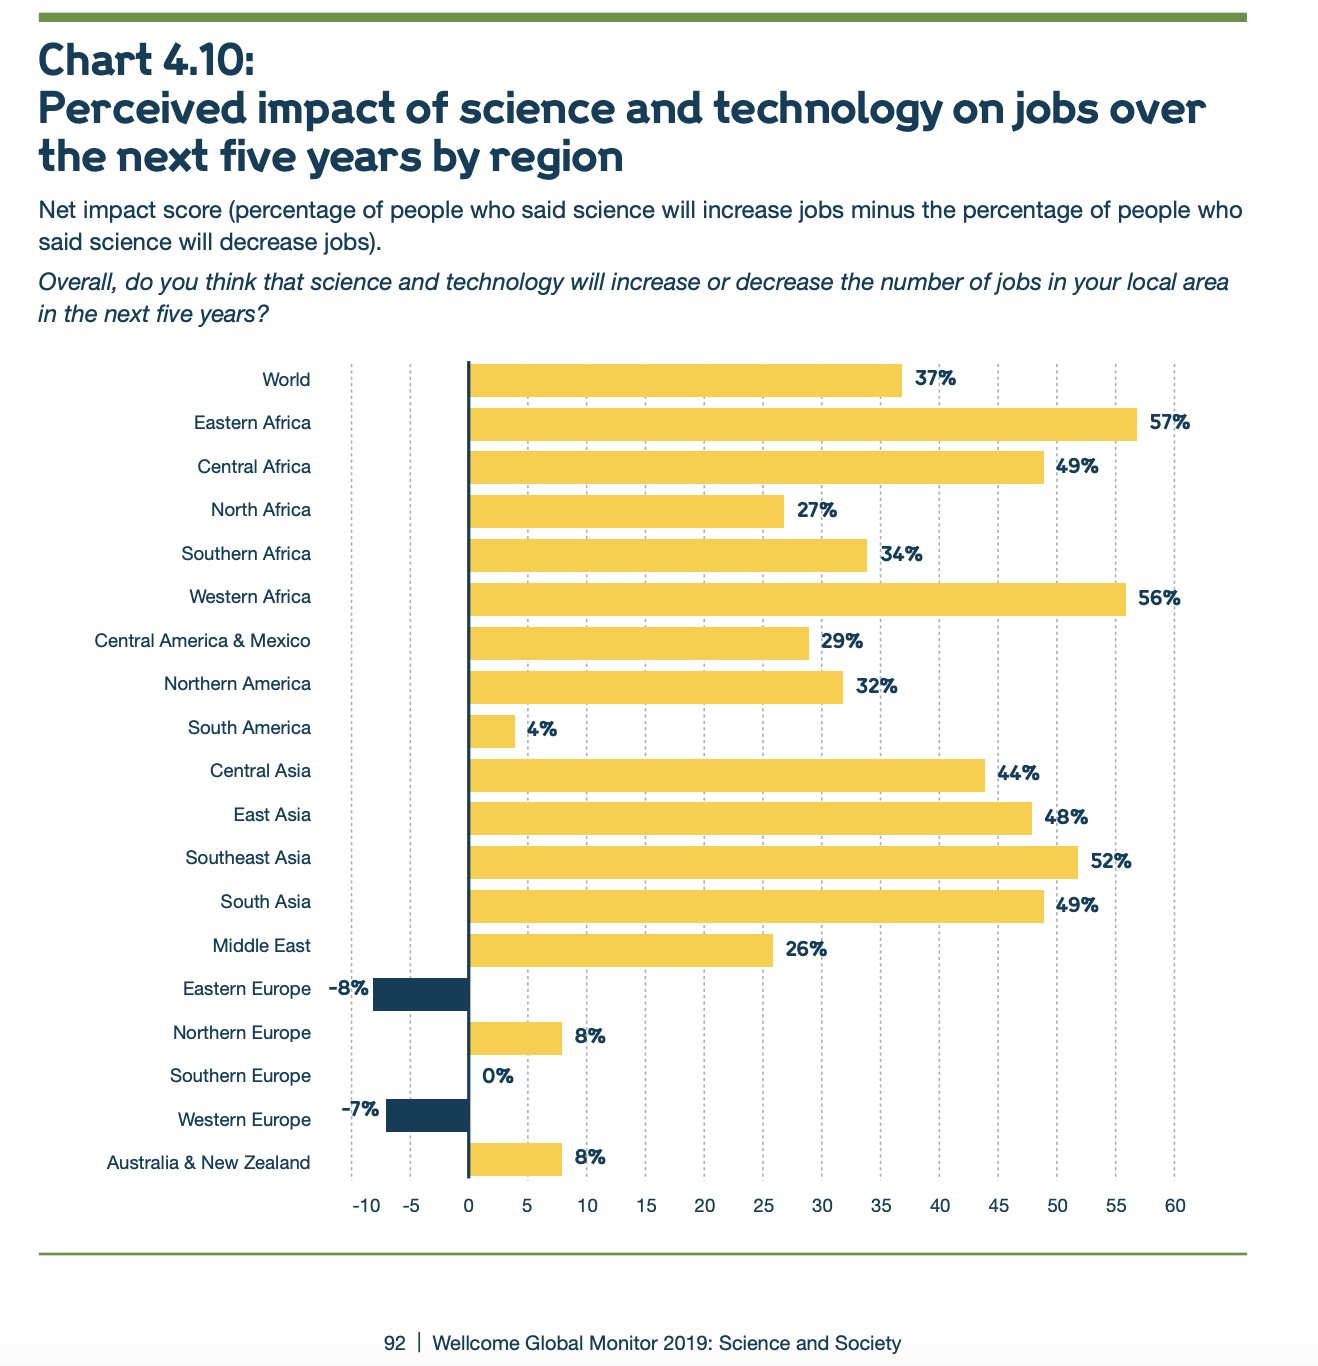 Chart 4.10:
Perceived impact of science and technology on jobs over
the next five years by region
Net impact score (percentage of people who said science will increase jobs minus the percentage of people who
said science will decrease jobs).
Overall, do you think that science and technology will increase or decrease the number of jobs in your local area
in the next five years?
World 37%
Eastern Africa 57%
Central Africa 49%
North Africa 27%
Southern Africa 34%
Western Africa 56%
Central America & Mexico 29%
Northern America 32%
South America 4%
Central Asia 44%
East Asia 48%
Southeast Asia 52%
South Asia 49%
Middle East 26%
Eastern Europe -8%
Northern Europe 8%
Southern Europe 0%
Western Europe -7%
Australia & New Zealand 8%
-10 -5 0 5 10 15 20 25 30 35 40 45 50 55 60
92 | Wellcome Global Monitor 2019: Science and Society